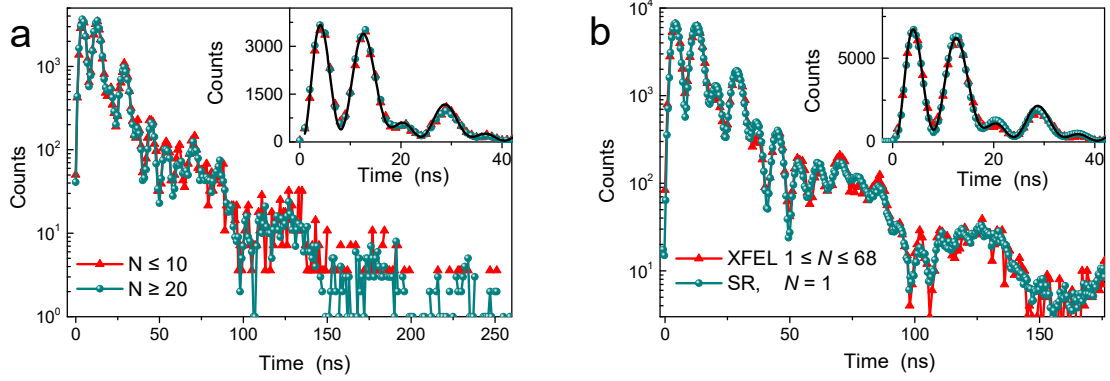 a
Counts
10³
10²
10¹
10⁰
0 50 100 150 200 250
Time (ns)
N ≤ 10
N ≥ 20
Counts
3600
1800
0
0 20 40
Time (ns)
b
Counts
10⁴
10³
10²
10¹
0 50 100 150
Time (ns)
XFEL 1 ≤ N ≤ 68
SR, N = 1
Counts
5000
0
0 20 40
Time (ns)